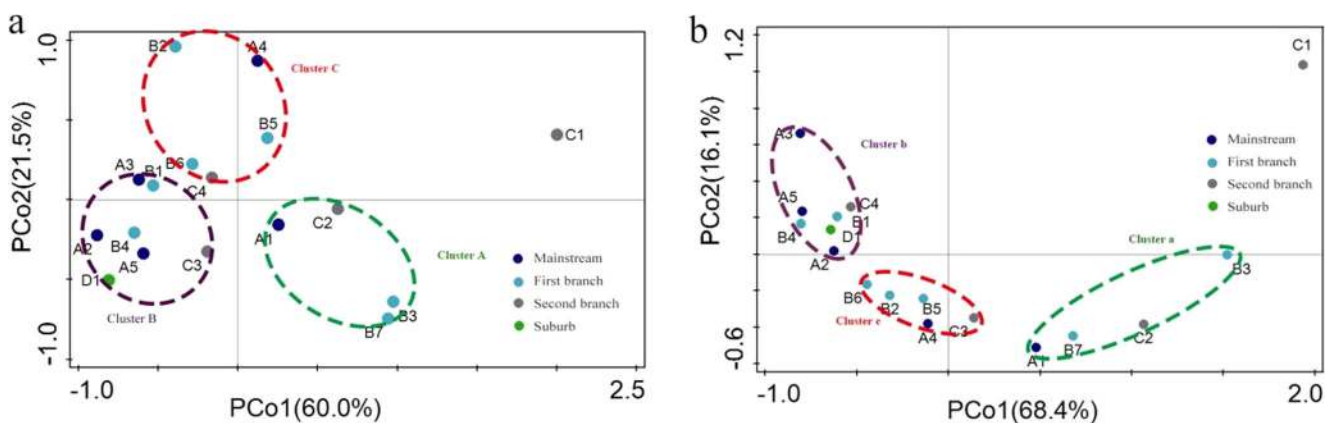 a
1.0
PCo2(21.5%)
-1.0
B2
A4
Cluster C
B5
C1
A3
B1
B6
C4
A2
B4
A5
C3
D1
Cluster B
A1
C2
Cluster A
B3
B7
Mainstream
First branch
Second branch
Suburb
-1.0
PCo1(60.0%)
2.5
b
1.2
PCo2(16.1%)
-0.6
C1
A3
Cluster b
A5
C4
B1
B4
D1
A2
Mainstream
First branch
Second branch
Suburb
Cluster a
B3
B6
B2
B5
C3
Cluster c
A4
A1
B7
C2
-1.0
PCo1(68.4%)
2.0